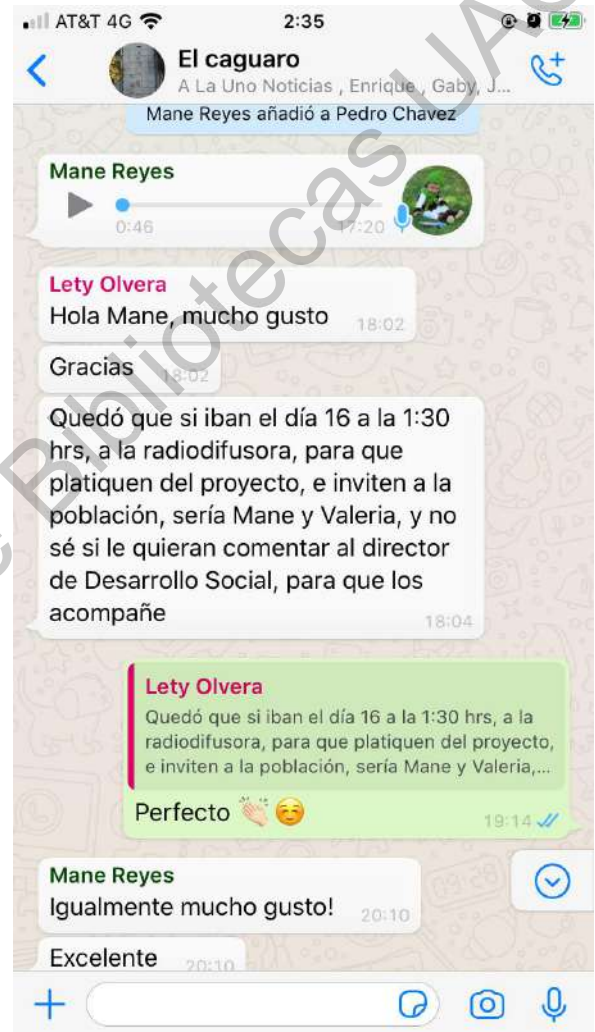 AT&T 4G 2:35
El caguaro
A La Uno Noticias , Enrique , Gaby, J...
Mane Reyes añadió a Pedro Chavez
Mane Reyes
0:46 17:20
Lety Olvera
Hola Mane, mucho gusto 18:02
Gracias 18:02
Quedó que si iban el día 16 a la 1:30
hrs, a la radiodifusora, para que
platiquen del proyecto, e inviten a la
población, sería Mane y Valeria, y no
sé si le quieran comentar al director
de Desarrollo Social, para que los
acompañe 18:04
Lety Olvera
Quedó que si iban el día 16 a la 1:30 hrs, a la
radiodifusora, para que platiquen del proyecto,
e inviten a la población, sería Mane y Valeria,...
Perfecto 👏🏻☺️ 19:14
Mane Reyes
Igualmente mucho gusto! 20:10
Excelente 20:10
Bibliotecas UAQ